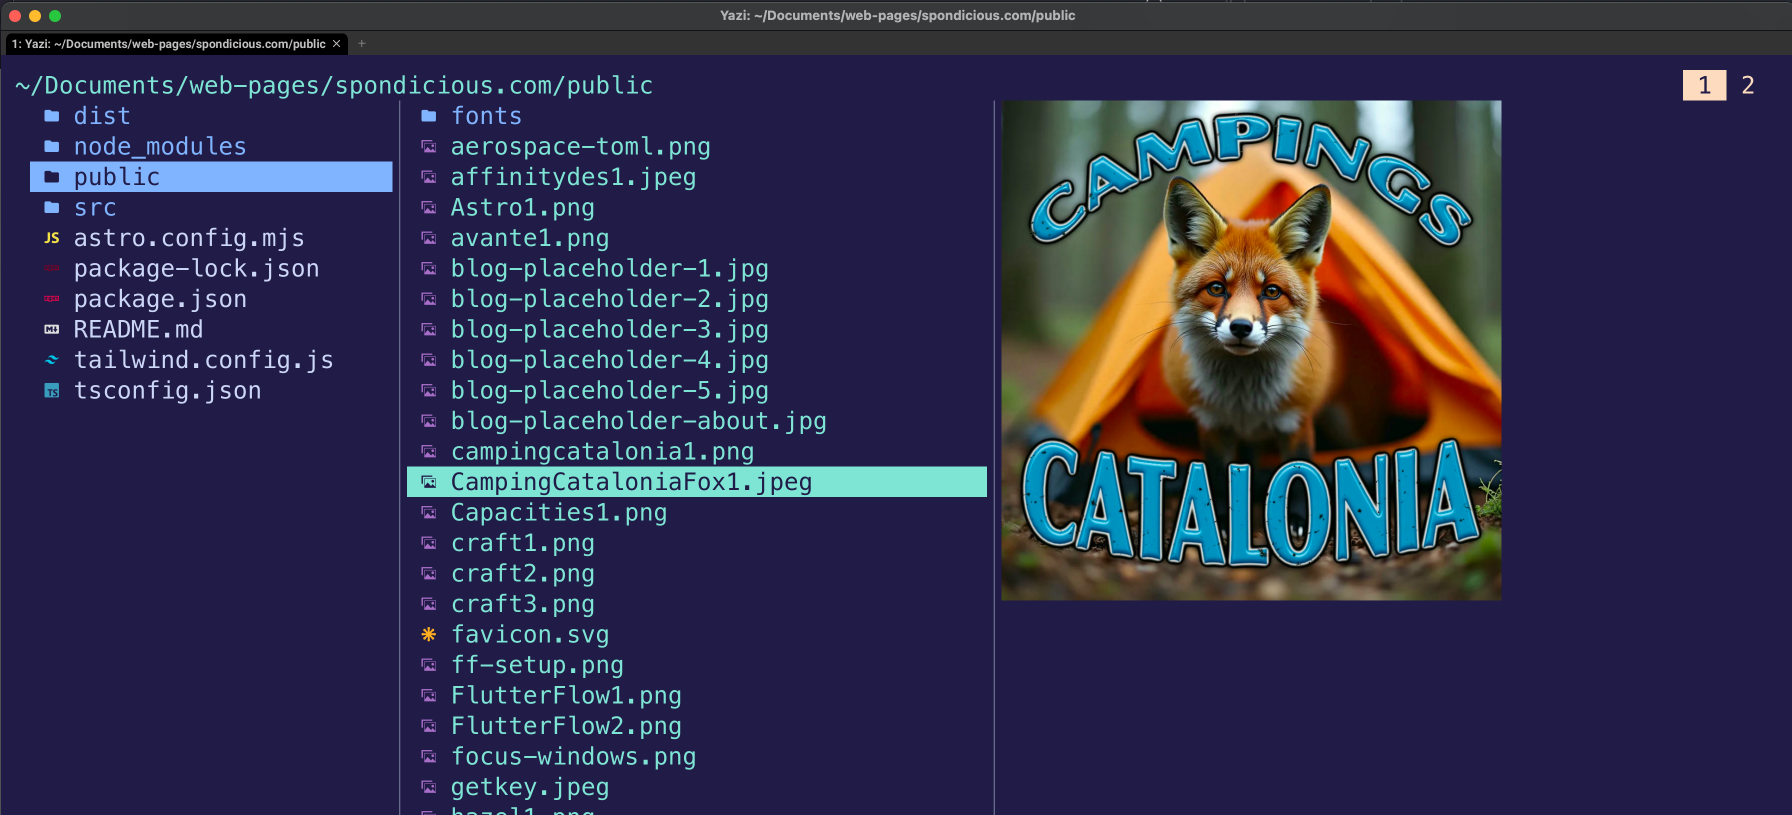 Yazi: ~/Documents/web-pages/spondicious.com/public
1: Yazi: ~/Documents/web-pages/spondicious.com/public × +
~/Documents/web-pages/spondicious.com/public
1 2
dist
node_modules
public
src
JS astro.config.mjs
package-lock.json
package.json
README.md
tailwind.config.js
TS tsconfig.json
fonts
aerospace-toml.png
affinitydes1.jpeg
Astro1.png
avante1.png
blog-placeholder-1.jpg
blog-placeholder-2.jpg
blog-placeholder-3.jpg
blog-placeholder-4.jpg
blog-placeholder-5.jpg
blog-placeholder-about.jpg
campingcatalonia1.png
CampingCataloniaFox1.jpeg
Capacities1.png
craft1.png
craft2.png
craft3.png
favicon.svg
ff-setup.png
FlutterFlow1.png
FlutterFlow2.png
focus-windows.png
getkey.jpeg
CAMPINGS
CATALONIA